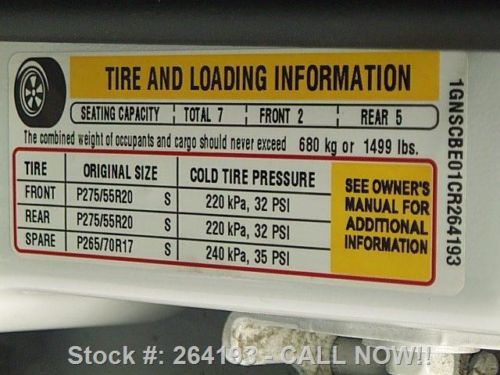 TIRE AND LOADING INFORMATION
SEATING CAPACITY TOTAL 7 FRONT 2 REAR 5
The combined weight of occupants and cargo should never exceed 680 kg or 1499 lbs.
TIRE ORIGINAL SIZE COLD TIRE PRESSURE
FRONT P275/55R20 S 220 kPa, 32 PSI
REAR P275/55R20 S 220 kPa, 32 PSI
SPARE P265/70R17 S 240 kPa, 35 PSI
SEE OWNER'S
MANUAL FOR
ADDITIONAL
INFORMATION
1GNSCBE01CR264193
Stock #: 264193 - CALL NOW!!